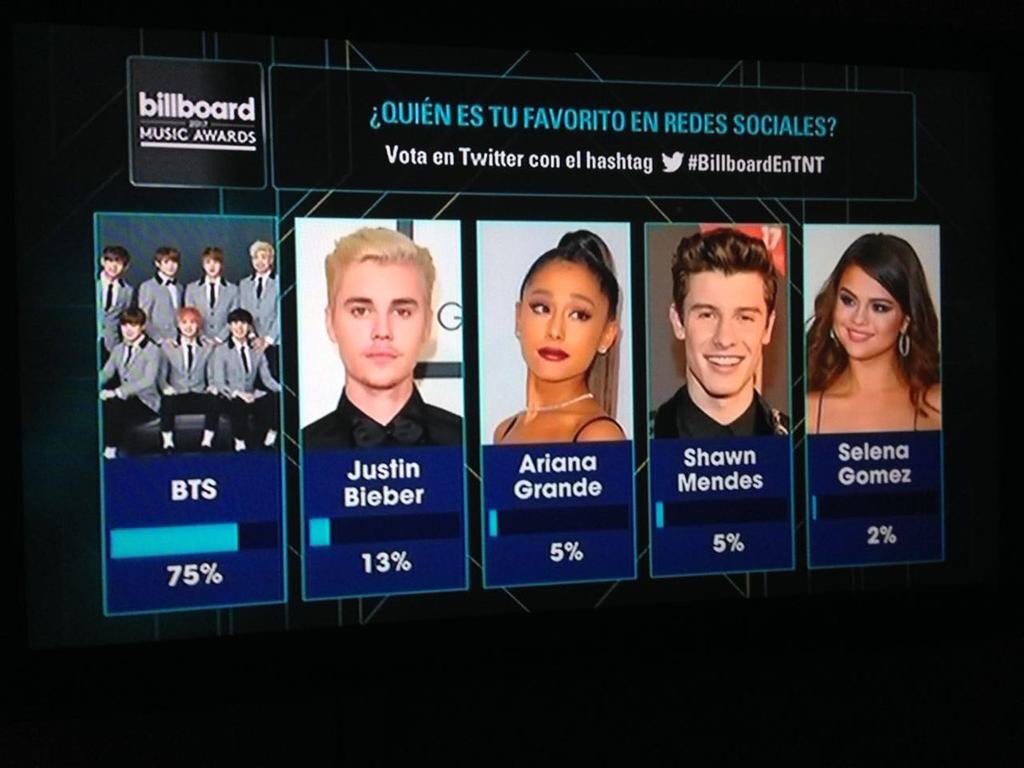 billboard
2017
MUSIC AWARDS
¿QUIÉN ES TU FAVORITO EN REDES SOCIALES?
Vota en Twitter con el hashtag #BillboardEnTNT
G
17
BTS
75%
Justin
Bieber
13%
Ariana
Grande
5%
Shawn
Mendes
5%
Selena
Gomez
2%